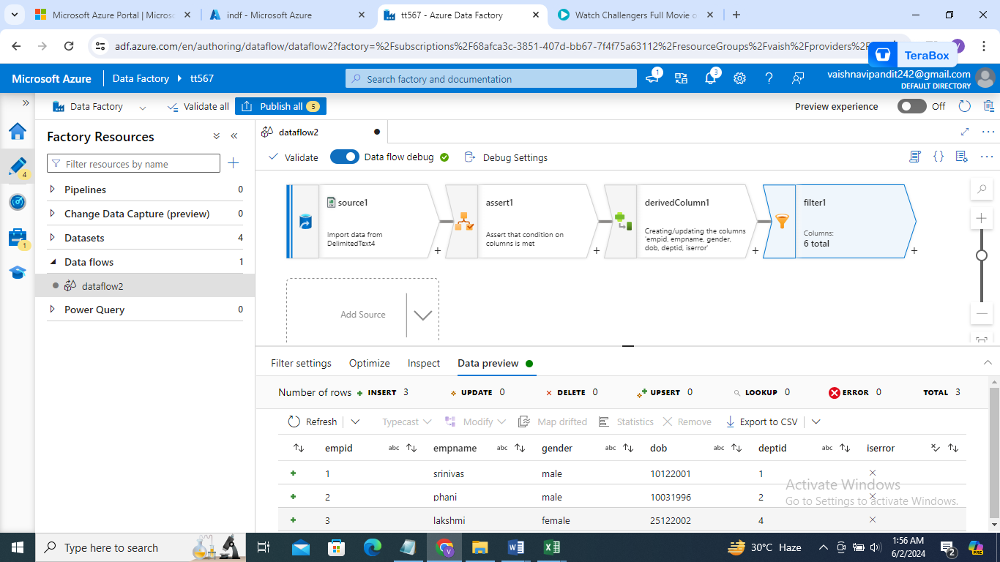 Microsoft Azure Portal | Micros
indf - Microsoft Azure
tt567 - Azure Data Factory
Watch Challengers Full Movie o
adf.azure.com/en/authoring/dataflow/dataflow2?factory=%2Fsubscriptions%2F68afca3c-3851-407d-bb67-7f4f75a63112%2FresourceGroups%2Fvaish%2Fproviders%2F
TeraBox
Microsoft Azure
Data Factory
tt567
Search factory and documentation
1
3
vaishnavipandit242@gmail.com
DEFAULT DIRECTORY
Data Factory
Validate all
Publish all 5
Preview experience
Off
Factory Resources
dataflow2
Filter resources by name
Validate
Data flow debug
Debug Settings
4
Pipelines 0
Change Data Capture (preview) 0
Datasets 4
1
Data flows 1
dataflow2
Power Query 0
source1
Import data from
DelimitedText4
+
assert1
Assert that condition on
columns is met
+
derivedColumn1
Creating/updating the columns
'empid, empname, gender,
dob, deptid, iserror'
+
filter1
Columns:
6 total
+
Add Source
Filter settings
Optimize
Inspect
Data preview
Number of rows
INSERT 3
UPDATE 0
DELETE 0
UPSERT 0
LOOKUP 0
ERROR 0
TOTAL 3
Refresh
Typecast
Modify
Map drifted
Statistics
Remove
Export to CSV
empid abc empname abc gender abc dob abc deptid abc iserror
1 srinivas male 10122001 1
2 phani male 10031996 2
3 lakshmi female 25122002 4
Activate Windows
Go to Settings to activate Windows.
Type here to search
30°C Haze
1:56 AM
6/2/2024
2
PRE